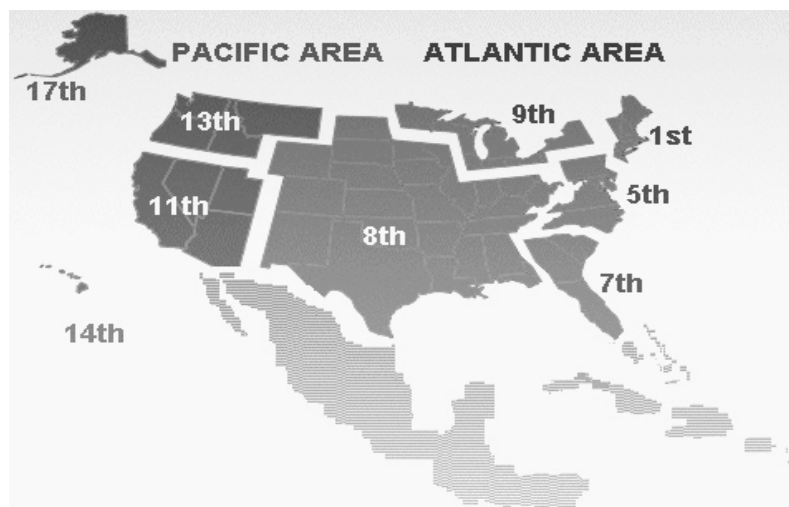 PACIFIC AREA
ATLANTIC AREA
17th
13th
9th
1st
11th
5th
8th
7th
14th